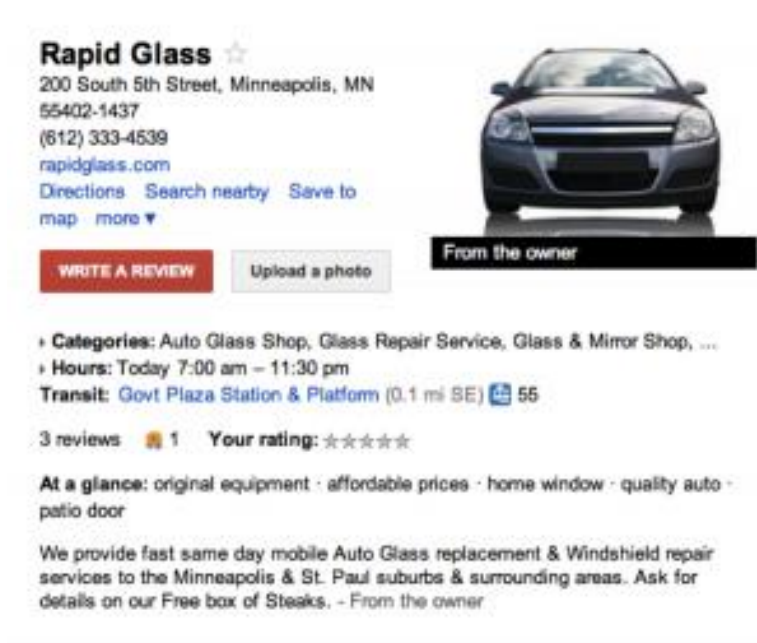 Rapid Glass
200 South 5th Street, Minneapolis, MN
55402-1437
(612) 333-4539
rapidglass.com
Directions Search nearby Save to
map more ▼
WRITE A REVIEW Upload a photo
From the owner
› Categories: Auto Glass Shop, Glass Repair Service, Glass & Mirror Shop, ...
› Hours: Today 7:00 am – 11:30 pm
Transit: Govt Plaza Station & Platform (0.1 mi SE) 55
3 reviews 1 Your rating:
At a glance: original equipment · affordable prices · home window · quality auto ·
patio door
We provide fast same day mobile Auto Glass replacement & Windshield repair
services to the Minneapolis & St. Paul suburbs & surrounding areas. Ask for
details on our Free box of Steaks. - From the owner